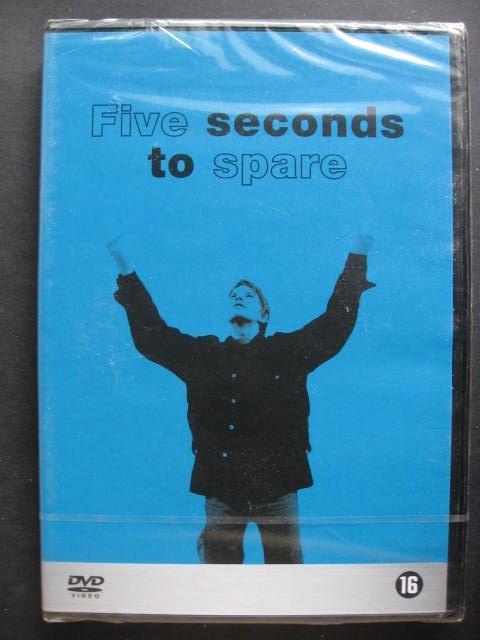 Five seconds
to spare
DVD
VIDEO
16